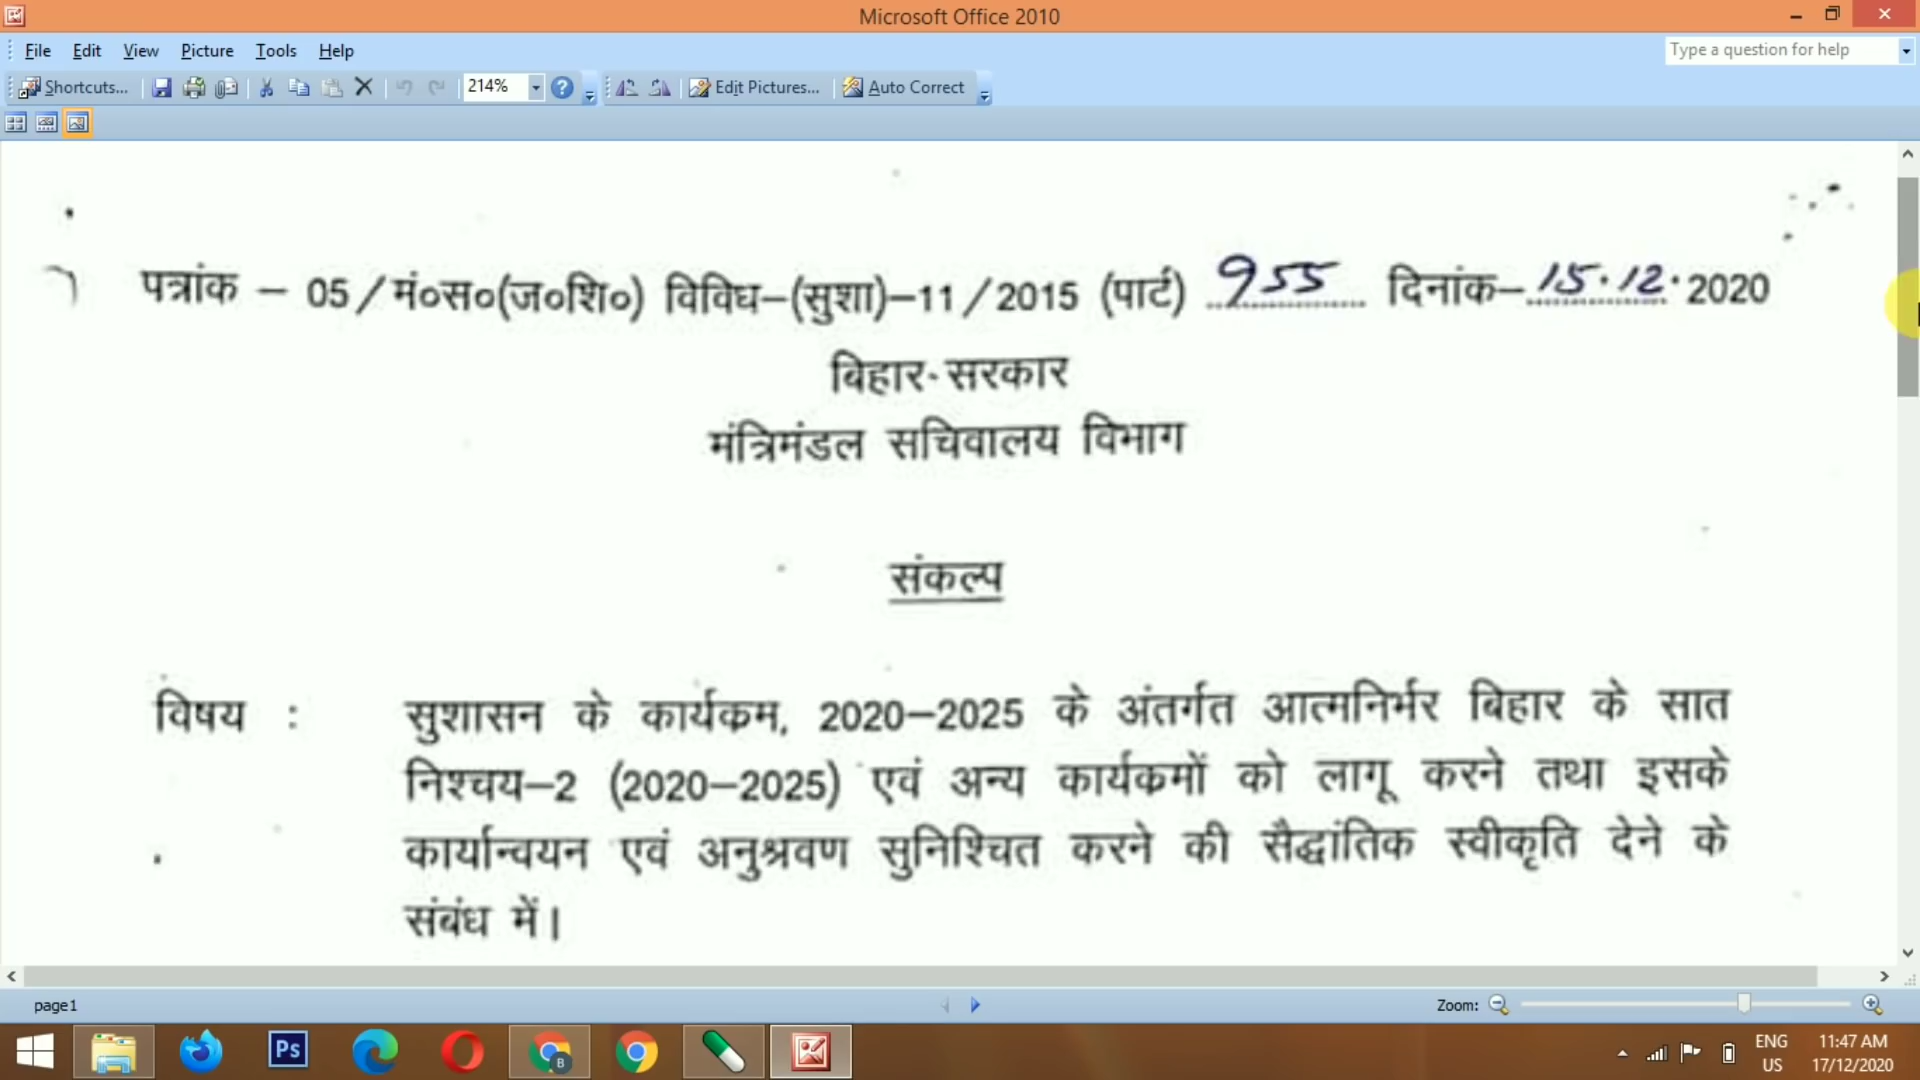 Microsoft Office 2010
File Edit View Picture Tools Help
Type a question for help
Shortcuts... 214% Edit Pictures... Auto Correct
पत्रांक – 05/मं०स०(ज०शि०) विविध–(सुशा)–11/2015 (पार्ट) 955 दिनांक–15.12.2020
बिहार-सरकार
मंत्रिमंडल सचिवालय विभाग
संकल्प
विषय : सुशासन के कार्यक्रम, 2020–2025 के अंतर्गत आत्मनिर्भर बिहार के सात
निश्चय–2 (2020–2025) एवं अन्य कार्यक्रमों को लागू करने तथा इसके
कार्यान्वयन एवं अनुश्रवण सुनिश्चित करने की सैद्धांतिक स्वीकृति देने के
संबंध में।
page1
Zoom:
Ps
B
ENG 11:47 AM
US 17/12/2020